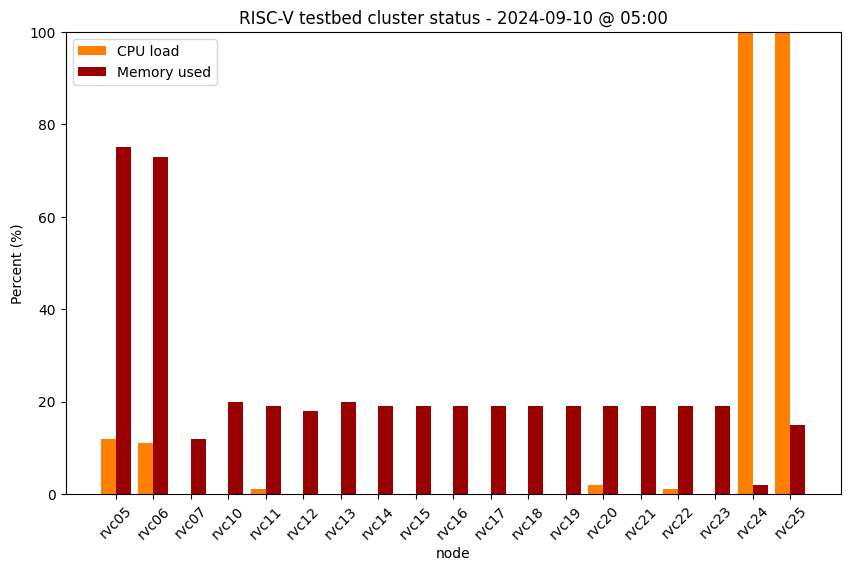 RISC-V testbed cluster status - 2024-09-10 @ 05:00
CPU load
Memory used
Percent (%)
100
80
60
40
20
0
rvc05
rvc06
rvc07
rvc10
rvc11
rvc12
rvc13
rvc14
rvc15
rvc16
rvc17
rvc18
rvc19
rvc20
rvc21
rvc22
rvc23
rvc24
rvc25
node